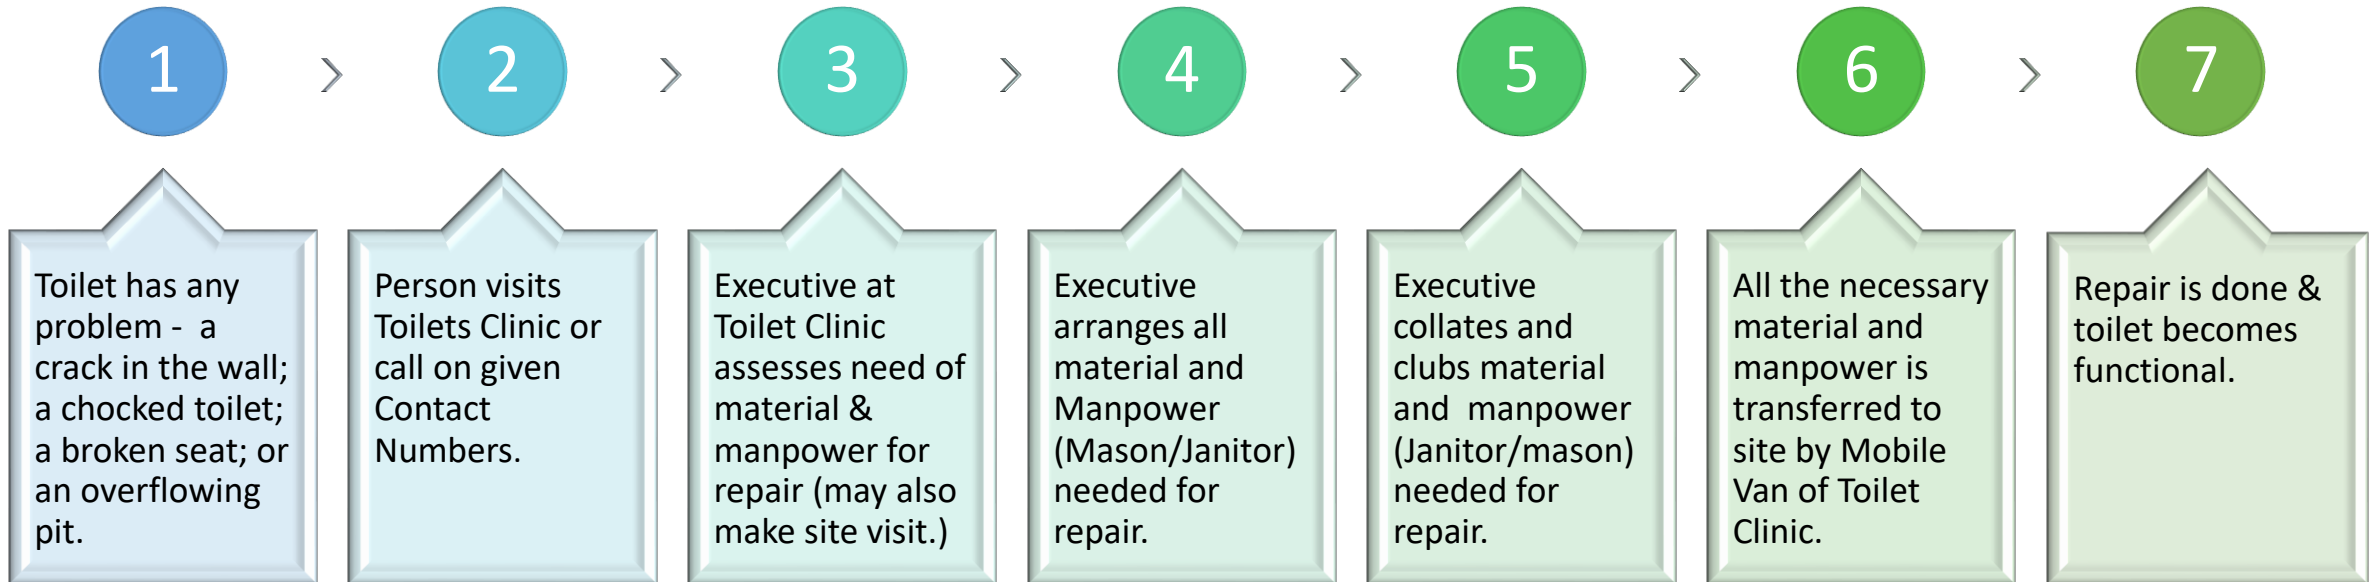 1
2
3
4
5
6
7
Toilet has any
problem -  a
crack in the wall;
a chocked toilet;
a broken seat; or
an overflowing
pit.
Person visits
Toilets Clinic or
call on given
Contact
Numbers.
Executive at
Toilet Clinic
assesses need of
material &
manpower for
repair (may also
make site visit.)
Executive
arranges all
material and
Manpower
(Mason/Janitor)
needed for
repair.
Executive
collates and
clubs material
and  manpower
(Janitor/mason)
needed for
repair.
All the necessary
material and
manpower is
transferred to
site by Mobile
Van of Toilet
Clinic.
Repair is done &
toilet becomes
functional.